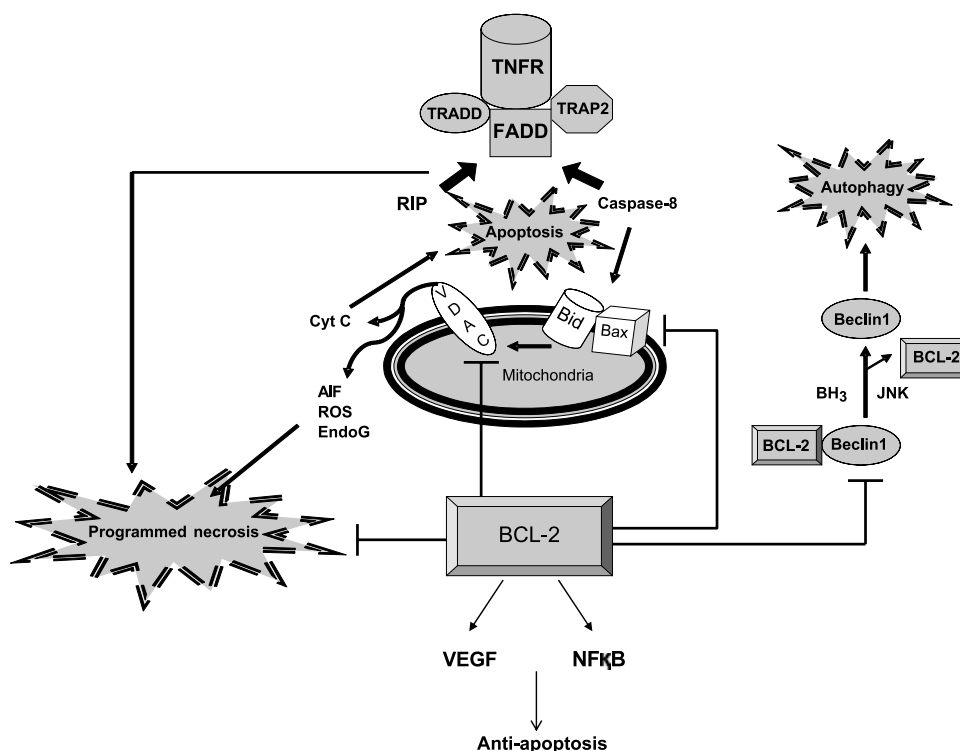 TNFR
TRADD
TRAP2
FADD
RIP
Caspase-8
Apoptosis
Autophagy
Cyt C
VDAC
Bid
Bax
Mitochondria
AIF
ROS
EndoG
Beclin1
BCL-2
BH3
JNK
BCL-2
Beclin1
Programmed necrosis
BCL-2
VEGF
NFκB
Anti-apoptosis